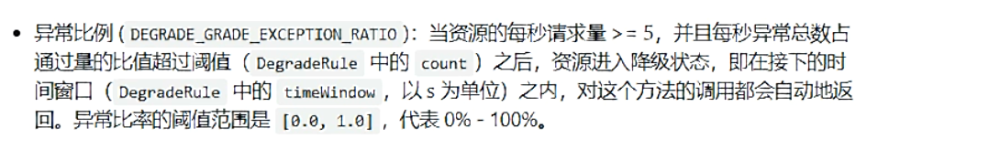 • 异常比例 ( DEGRADE_GRADE_EXCEPTION_RATIO ): 当资源的每秒请求量 >= 5，并且每秒异常总数占
通过量的比值超过阈值（ DegradeRule 中的 count ）之后，资源进入降级状态，即在接下的时
间窗口（ DegradeRule 中的 timeWindow ，以 s 为单位）之内，对这个方法的调用都会自动地返
回。异常比率的阈值范围是 [0.0, 1.0] ，代表 0% - 100%。